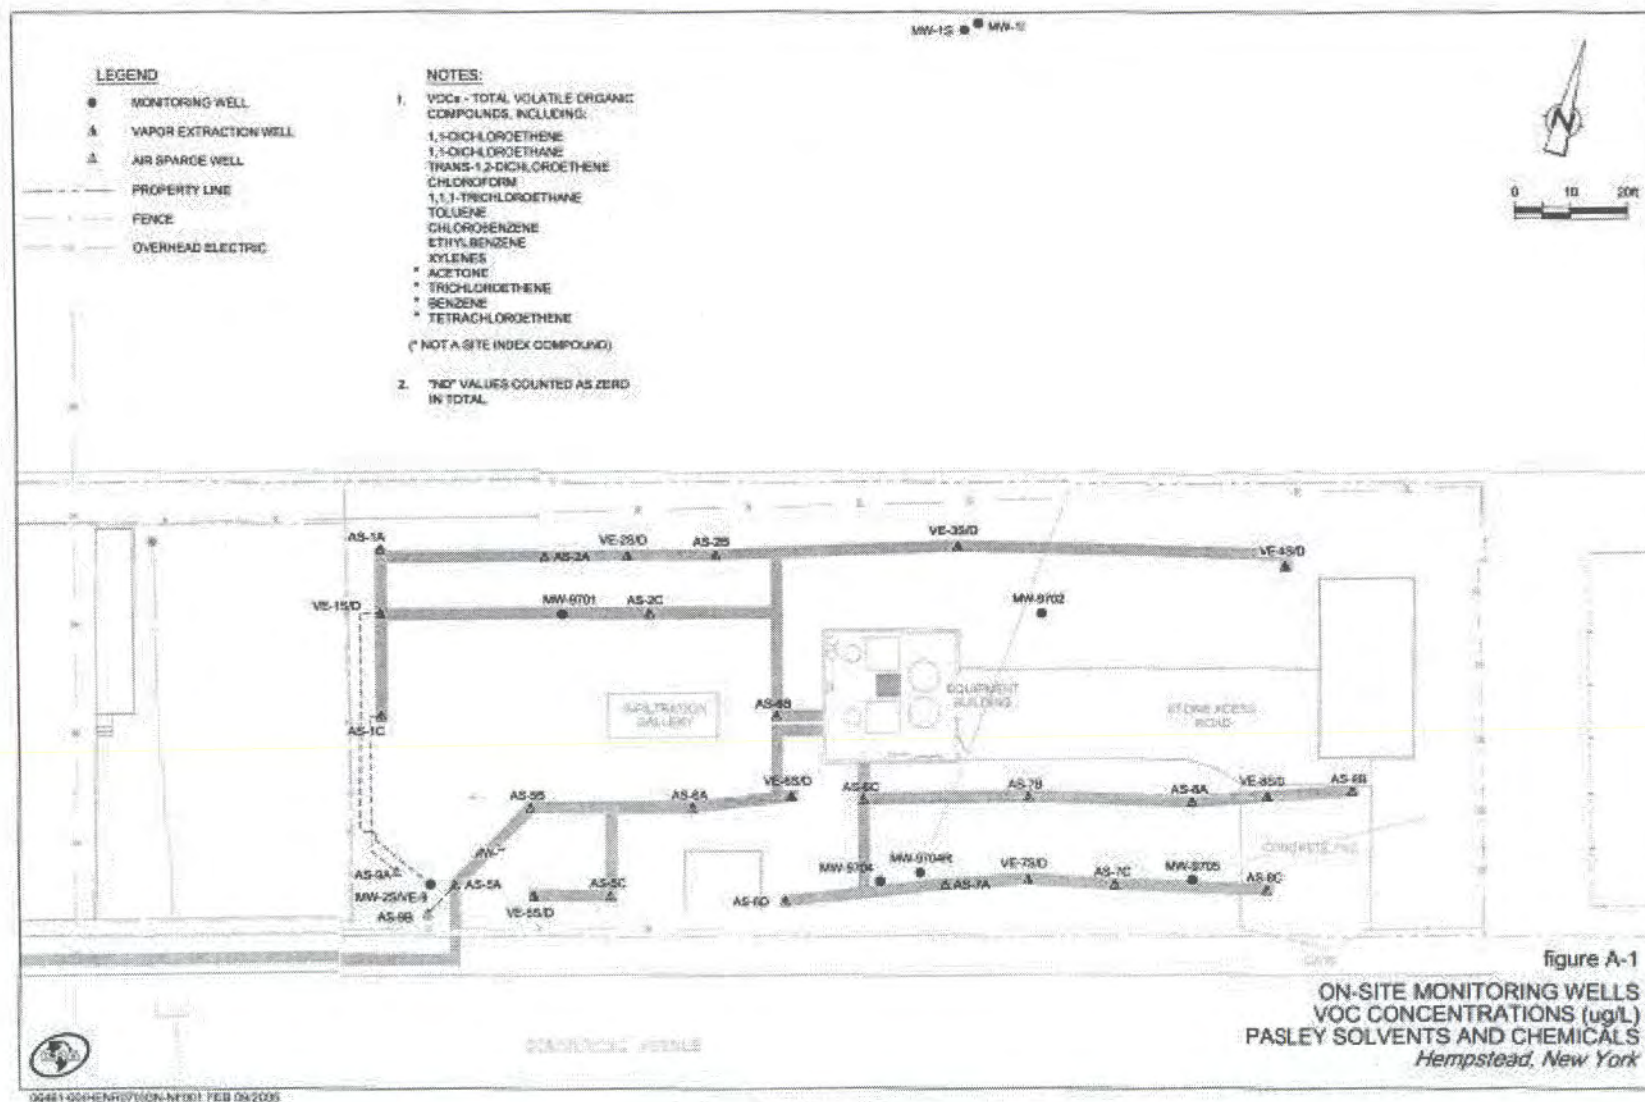 MW-1S MW-1I
LEGEND
MONITORING WELL
VAPOR EXTRACTION WELL
AIR SPARGE WELL
PROPERTY LINE
FENCE
OVERHEAD ELECTRIC
NOTES:
1. VOCs - TOTAL VOLATILE ORGANIC
COMPOUNDS, INCLUDING:
1,1-DICHLOROETHENE
1,1-DICHLOROETHANE
TRANS-1,2-DICHLOROETHENE
CHLOROFORM
1,1,1-TRICHLOROETHANE
TOLUENE
CHLOROBENZENE
ETHYLBENZENE
XYLENES
* ACETONE
* TRICHLOROETHENE
* BENZENE
* TETRACHLOROETHENE
(* NOT A SITE INDEX COMPOUND)
2. "ND" VALUES COUNTED AS ZERO
IN TOTAL
N
0 10 20ft
AS-1A
AS-2A
VE-2S/D
AS-2B
VE-3S/D
VE-4S/D
VE-1S/D
MW-9701
AS-2C
MW-9702
AS-1C
INFILTRATION
GALLERY
AS-6B
EQUIPMENT
BUILDING
STONE ACESS
ROAD
AS-5B
AS-6A
VE-6S/D
AS-6C
AS-7B
AS-8A
VE-8S/D
AS-8B
AS-9A
MW-2S/VE-9
AS-9B
AS-5A
VE-5S/D
AS-5C
AS-6D
MW-9704
MW-9704R
AS-7A
VE-7S/D
AS-7C
MW-9705
AS-8C
CONCRETE PAD
GATE
COMMERCIAL AVENUE
figure A-1
ON-SITE MONITORING WELLS
VOC CONCENTRATIONS (ug/L)
PASLEY SOLVENTS AND CHEMICALS
Hempstead, New York